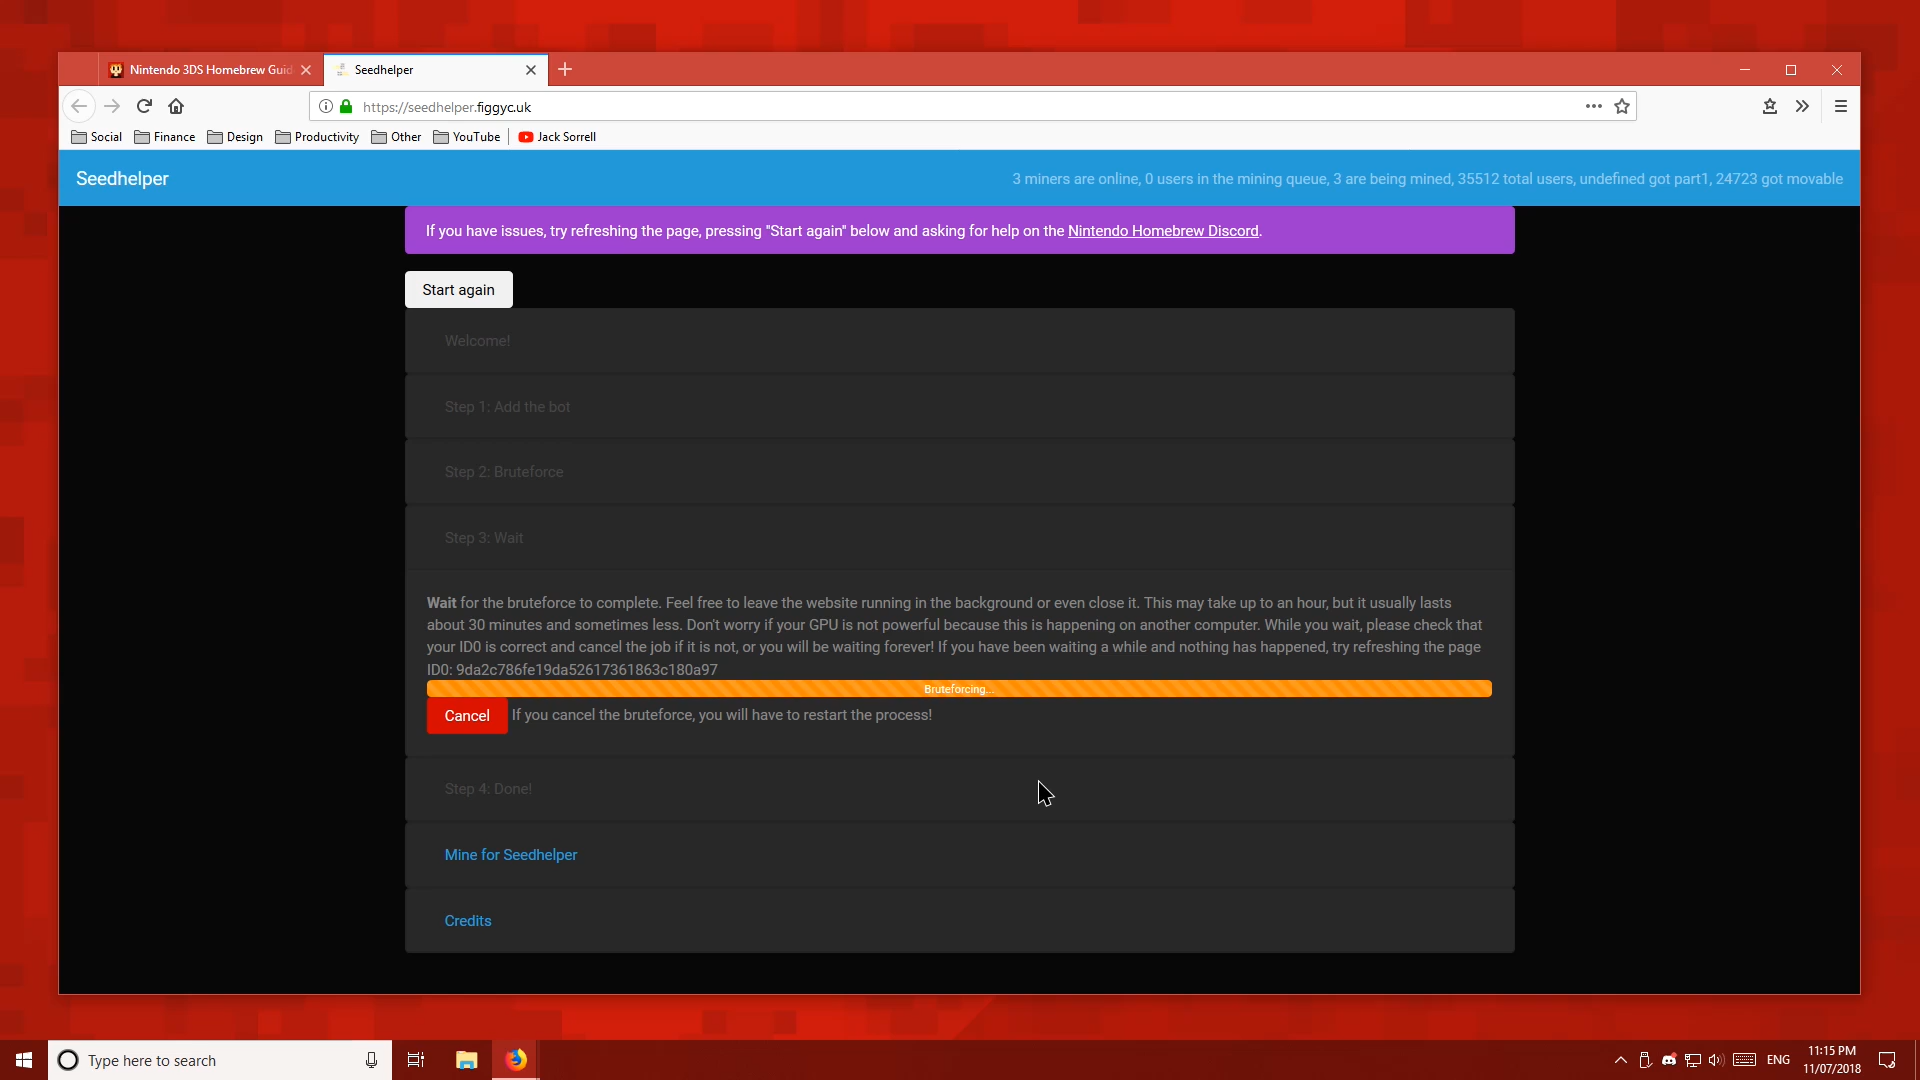 Nintendo 3DS Homebrew Guid
Seedhelper
https://seedhelper.figgyc.uk
Social
Finance
Design
Productivity
Other
YouTube
Jack Sorrell
Seedhelper
3 miners are online, 0 users in the mining queue, 3 are being mined, 35512 total users, undefined got part1, 24723 got movable
If you have issues, try refreshing the page, pressing "Start again" below and asking for help on the Nintendo Homebrew Discord.
Start again
Welcome!
Step 1: Add the bot
Step 2: Bruteforce
Step 3: Wait
Wait for the bruteforce to complete. Feel free to leave the website running in the background or even close it. This may take up to an hour, but it usually lasts
about 30 minutes and sometimes less. Don't worry if your GPU is not powerful because this is happening on another computer. While you wait, please check that
your ID0 is correct and cancel the job if it is not, or you will be waiting forever! If you have been waiting a while and nothing has happened, try refreshing the page
ID0: 9da2c786fe19da52617361863c180a97
Bruteforcing...
Cancel
If you cancel the bruteforce, you will have to restart the process!
Step 4: Done!
Mine for Seedhelper
Credits
Type here to search
ENG
11:15 PM
11/07/2018